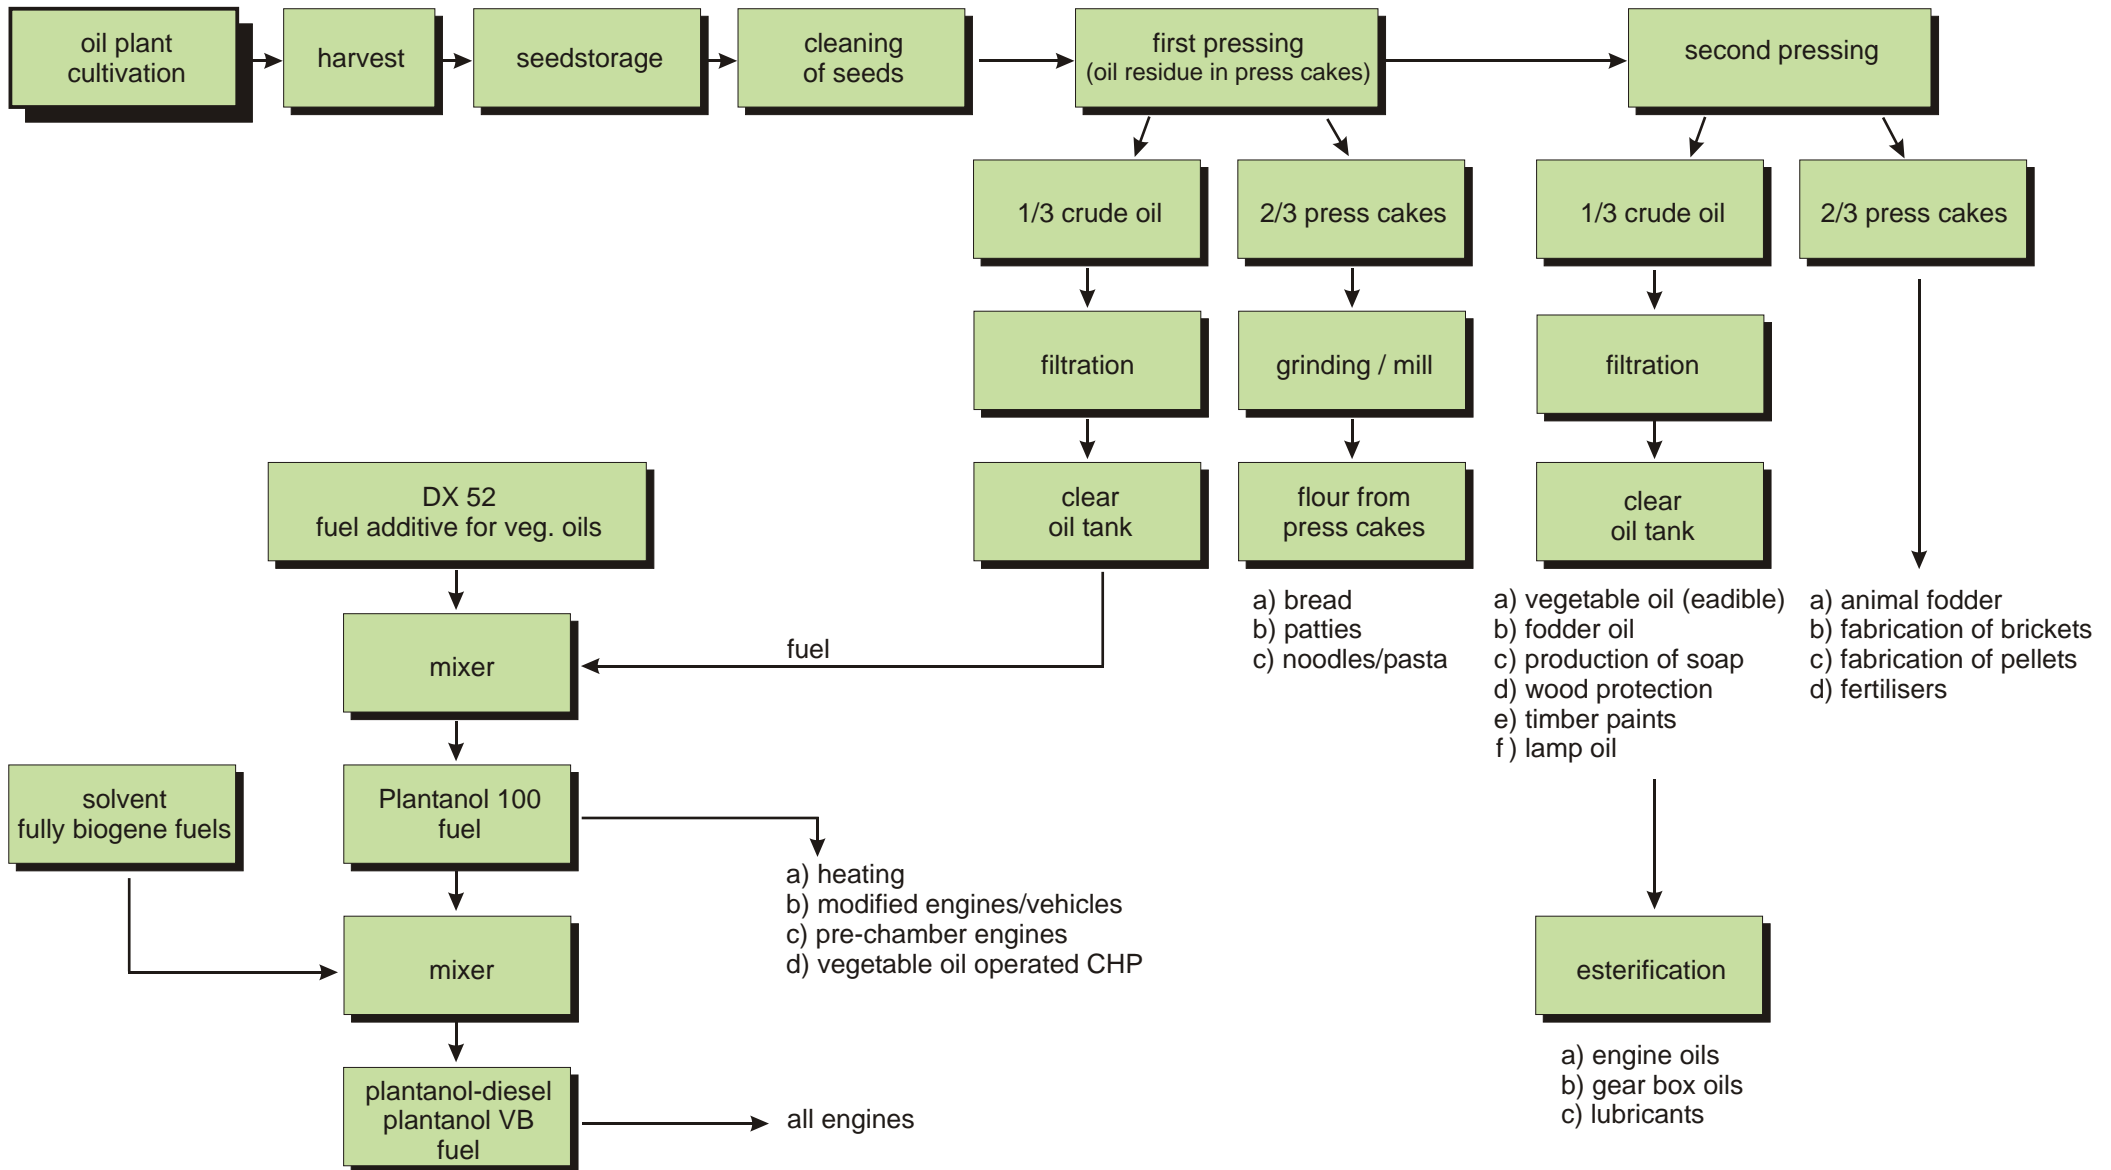 oil plant
cultivation
harvest
seedstorage
cleaning
of seeds
first pressing
(oil residue in press cakes)
second pressing
1/3 crude oil
2/3 press cakes
1/3 crude oil
2/3 press cakes
filtration
grinding / mill
filtration
DX 52
fuel additive for veg. oils
clear
oil tank
flour from
press cakes
clear
oil tank
a) bread
b) patties
c) noodles/pasta
a) vegetable oil (eadible)
b) fodder oil
c) production of soap
d) wood protection
e) timber paints
f) lamp oil
a) animal fodder
b) fabrication of brickets
c) fabrication of pellets
d) fertilisers
mixer
fuel
solvent
fully biogene fuels
Plantanol 100
fuel
a) heating
b) modified engines/vehicles
c) pre-chamber engines
d) vegetable oil operated CHP
mixer
esterification
a) engine oils
b) gear box oils
c) lubricants
plantanol-diesel
plantanol VB
fuel
all engines